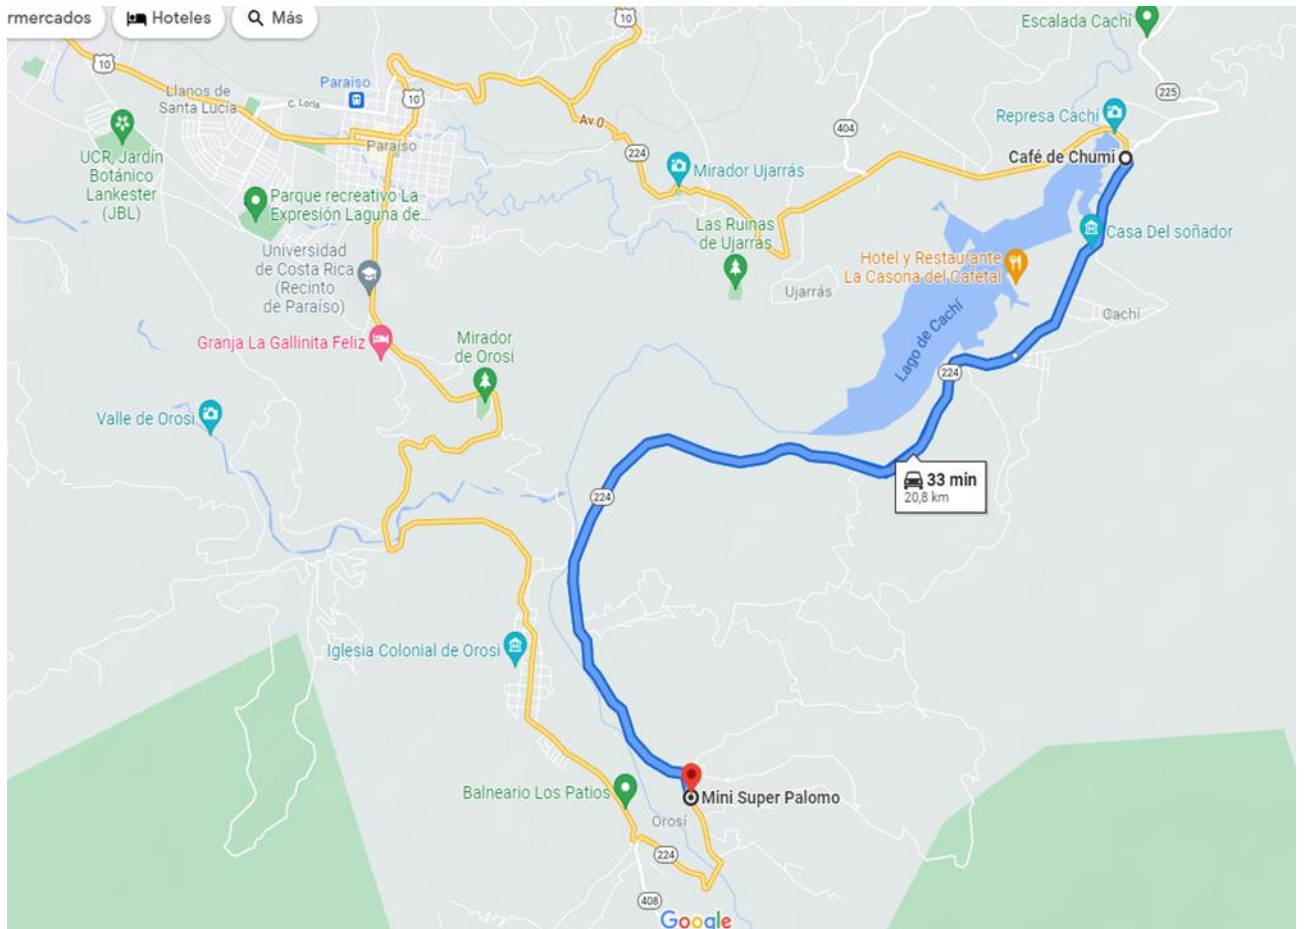 rmercados
Hoteles
Más
10
Escalada Cachí
10
Llanos de
Santa Lucía
Paraiso
C. Loris
10
225
Represa Cachí
Av 0
404
Café de Chumi
UCR, Jardín
Botánico
Lankester
(JBL)
Paraíso
224
Mirador Ujarrás
Parque recreativo La
Expresión Laguna de...
Las Ruinas
de Ujarrás
Casa Del soñador
Universidad
de Costa Rica
(Recinto
de Paraíso)
Hotel y Restaurante
La Casona del Cafetal
Ujarrás
Cachí
Lago de Cachí
Granja La Gallinita Feliz
Mirador
de Orosi
224
Valle de Orosi
33 min
20,8 km
224
Iglesia Colonial de Orosi
Balneario Los Patios
Mini Super Palomo
Orosí
224
408
Google